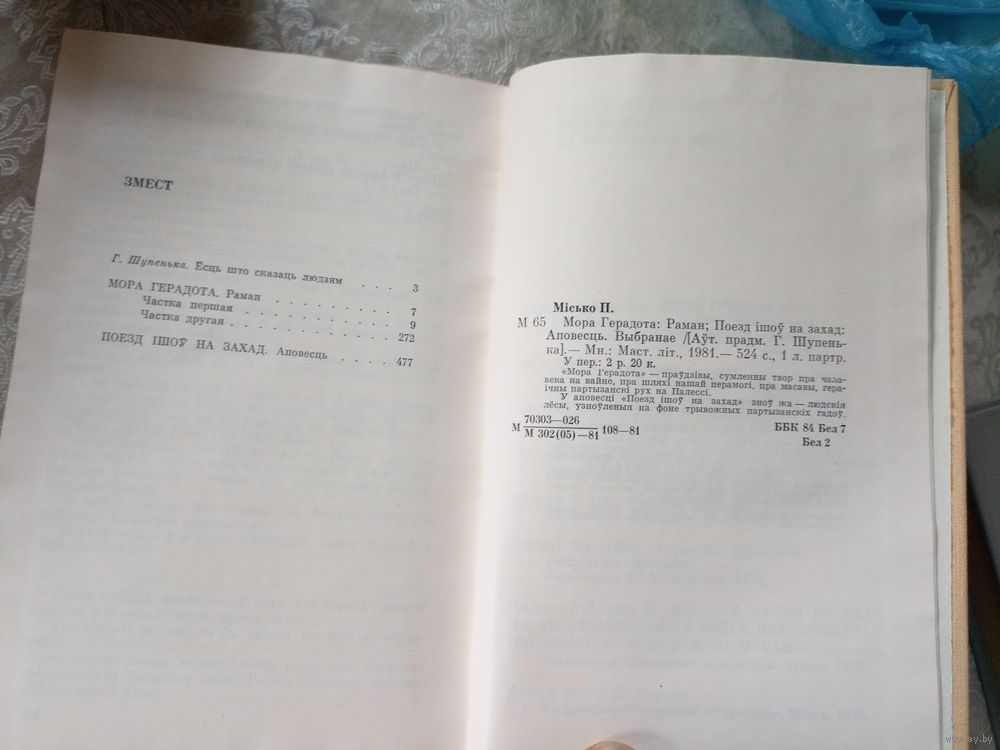 ЗМЕСТ
Г. Шупенька. Ёсць што сказаць людзям . . . . 3
МОРА ГЕРАДОТА. Раман . . . . . . . . . 7
Частка першая . . . . . . . . . . . 9
Частка другая . . . . . . . . . . . 272
ПОЕЗД ІШОЎ НА ЗАХАД. Аповесць . . . . . 477
Місько П.
М 65 Мора Герадота: Раман; Поезд ішоў на захад:
Аповесць. Выбранае /[Аўт. прадм. Г. Шупень-
ка].— Мн.: Маст. літ., 1981.— 524 с., 1 л. партр.
У пер.: 2 р. 20 к.
«Мора Герадота» — праўдзівы, сумленны твор пра чала-
века на вайне, пра шляхі нашай перамогі, пра масавы, гера-
ічны партызанскі рух на Палессі.
У аповесці «Поезд ішоў на захад» зноў жа — людскія
лёсы, узноўленыя на фоне трывожных партызанскіх гадоў.
М 70303—026 / М 302(05)—81 108—81 ББК 84 Бел 7
Бел 2
www.ay.by